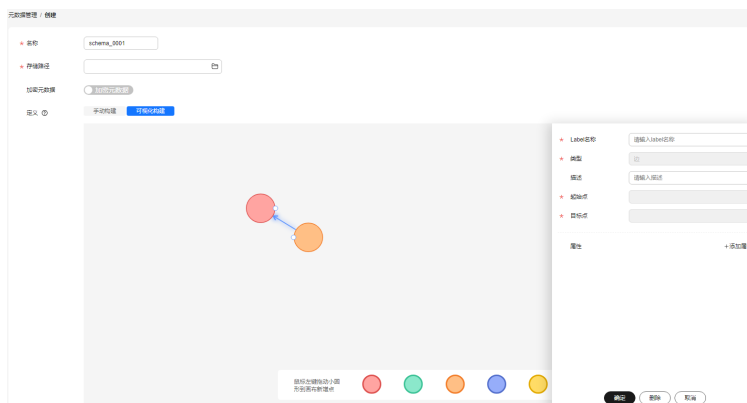 元数据管理 / 创建
* 名称 schema_0001
* 存储路径
加密元数据 加密元数据
定义 手动构建 可视化构建
* Label名称 请输入label名称
* 类型 边
描述 请输入描述
* 起始点
* 目标点
属性 + 添加属
鼠标左键拖动小圆
形到画布新增点
确定 删除 取消